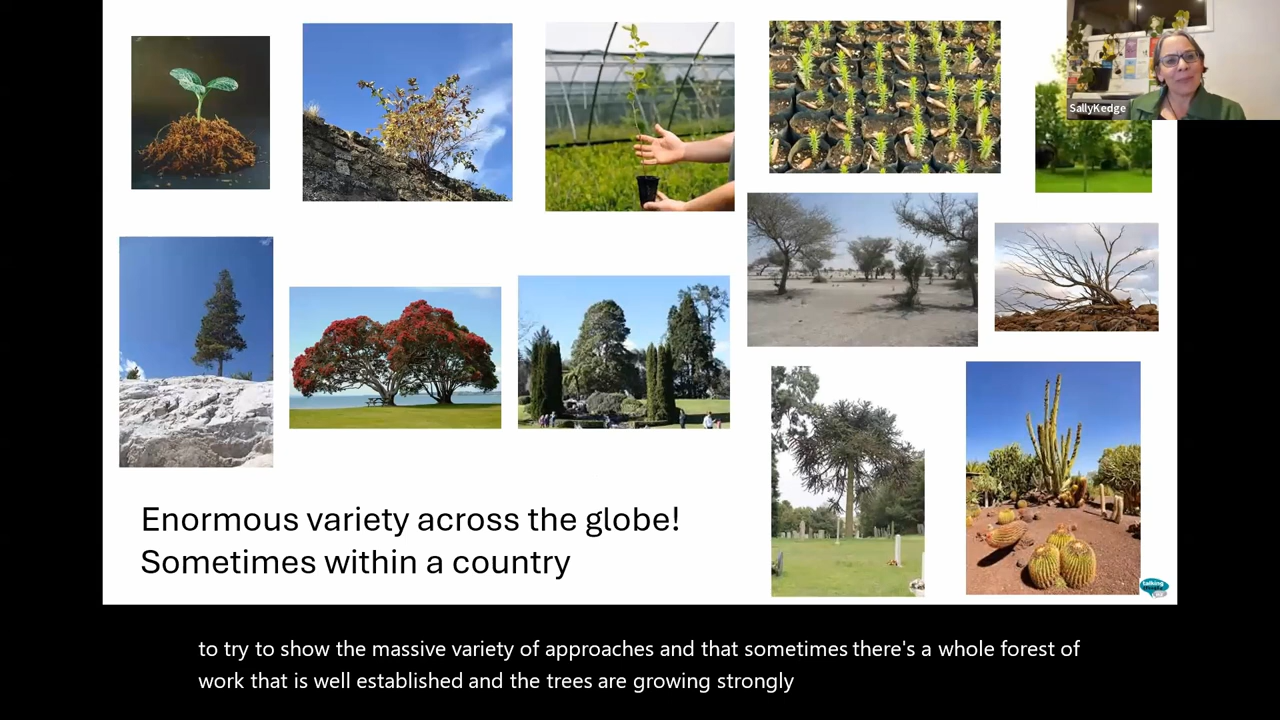 SallyKedge
Enormous variety across the globe!
Sometimes within a country
talking
to try to show the massive variety of approaches and that sometimes there's a whole forest of
work that is well established and the trees are growing strongly